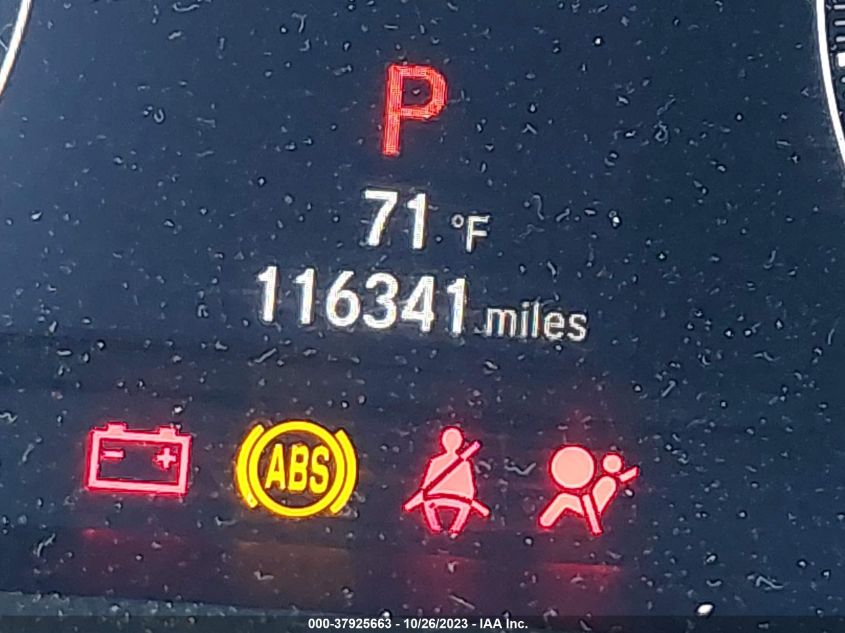 P
71 °F
116341 miles
- +
ABS
000-37925663 - 10/26/2023 - IAA Inc.